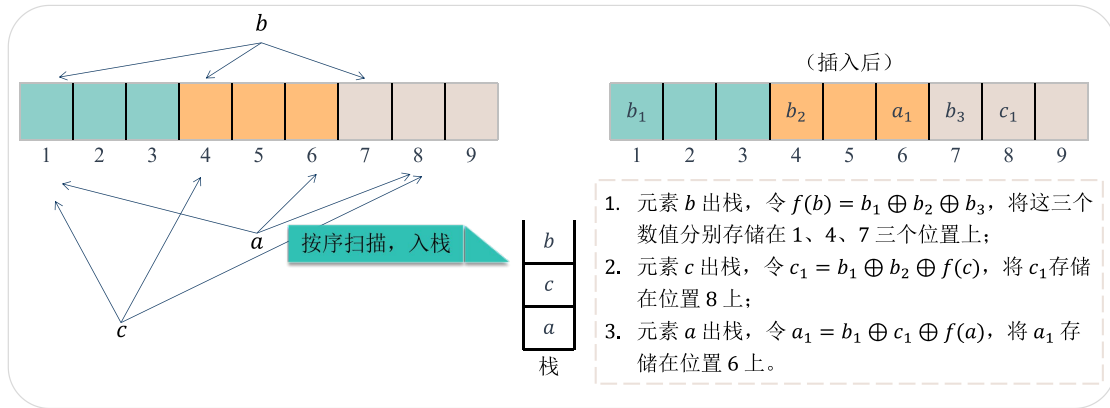 b
1 2 3 4 5 6 7 8 9
a
c
按序扫描，入栈
b
c
a
栈
（插入后）
b₁ b₂ a₁ b₃ c₁
1 2 3 4 5 6 7 8 9
1. 元素 b 出栈，令 f(b) = b₁ ⊕ b₂ ⊕ b₃，将这三个
数值分别存储在 1、4、7 三个位置上；
2. 元素 c 出栈，令 c₁ = b₁ ⊕ b₂ ⊕ f(c)，将 c₁存储
在位置 8 上；
3. 元素 a 出栈，令 a₁ = b₁ ⊕ c₁ ⊕ f(a)，将 a₁ 存
储在位置 6 上。